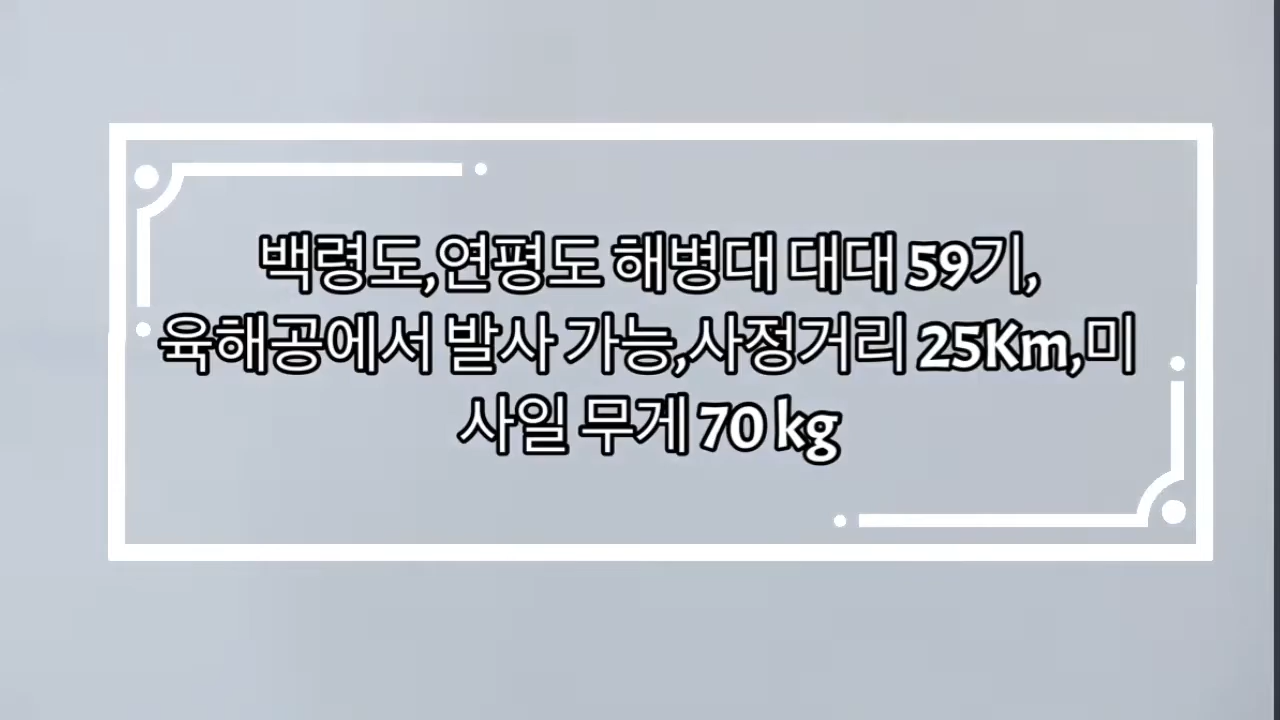 백령도,연평도 해병대 대대 59기,
육해공에서 발사 가능,사정거리 25Km,미
사일 무게 70 kg